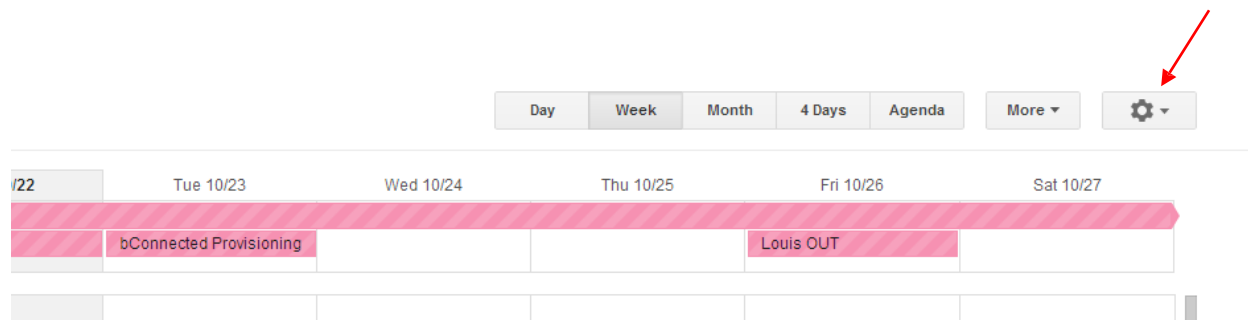 Day Week Month 4 Days Agenda More
/22 Tue 10/23 Wed 10/24 Thu 10/25 Fri 10/26 Sat 10/27
bConnected Provisioning Louis OUT